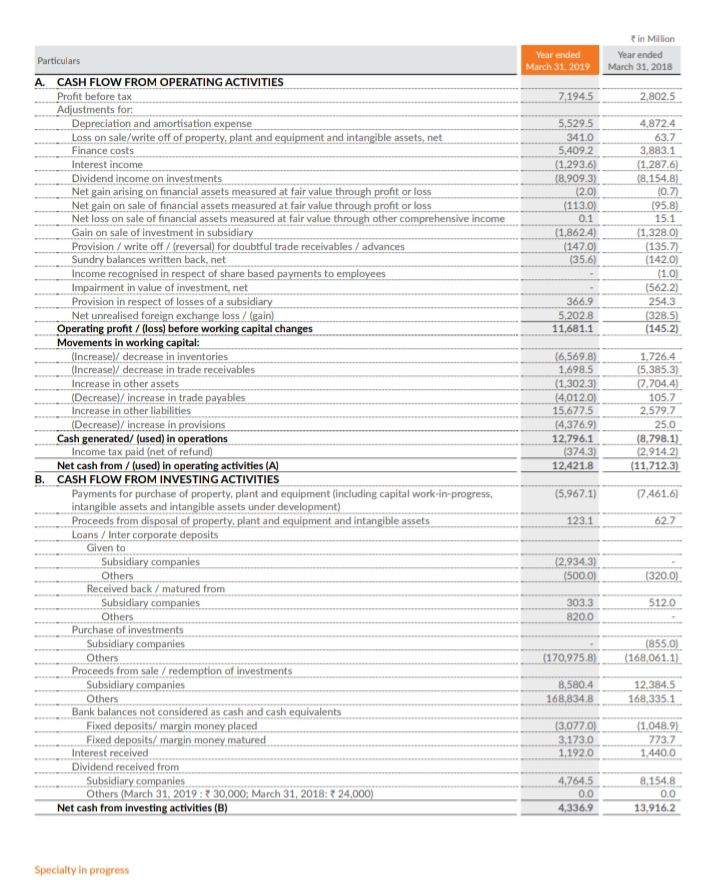 ₹ in Million
Particulars Year ended March 31, 2019 Year ended March 31, 2018
A. CASH FLOW FROM OPERATING ACTIVITIES
Profit before tax 7,194.5 2,802.5
Adjustments for:
Depreciation and amortisation expense 5,529.5 4,872.4
Loss on sale/write off of property, plant and equipment and intangible assets, net 341.0 63.7
Finance costs 5,409.2 3,883.1
Interest income (1,293.6) (1,287.6)
Dividend income on investments (8,909.3) (8,154.8)
Net gain arising on financial assets measured at fair value through profit or loss (2.0) (0.7)
Net gain on sale of financial assets measured at fair value through profit or loss (113.0) (95.8)
Net loss on sale of financial assets measured at fair value through other comprehensive income 0.1 15.1
Gain on sale of investment in subsidiary (1,862.4) (1,328.0)
Provision / write off / (reversal) for doubtful trade receivables / advances (147.0) (135.7)
Sundry balances written back, net (35.6) (142.0)
Income recognised in respect of share based payments to employees - (1.0)
Impairment in value of investment, net - (562.2)
Provision in respect of losses of a subsidiary 366.9 254.3
Net unrealised foreign exchange loss / (gain) 5,202.8 (328.5)
Operating profit / (loss) before working capital changes 11,681.1 (145.2)
Movements in working capital:
(Increase)/ decrease in inventories (6,569.8) 1,726.4
(Increase)/ decrease in trade receivables 1,698.5 (5,385.3)
Increase in other assets (1,302.3) (7,704.4)
(Decrease)/ increase in trade payables (4,012.0) 105.7
Increase in other liabilities 15,677.5 2,579.7
(Decrease)/ increase in provisions (4,376.9) 25.0
Cash generated/ (used) in operations 12,796.1 (8,798.1)
Income tax paid (net of refund) (374.3) (2,914.2)
Net cash from / (used) in operating activities (A) 12,421.8 (11,712.3)
B. CASH FLOW FROM INVESTING ACTIVITIES
Payments for purchase of property, plant and equipment (including capital work-in-progress, (5,967.1) (7,461.6)
intangible assets and intangible assets under development)
Proceeds from disposal of property, plant and equipment and intangible assets 123.1 62.7
Loans / Inter corporate deposits
Given to
Subsidiary companies (2,934.3) -
Others (500.0) (320.0)
Received back / matured from
Subsidiary companies 303.3 512.0
Others 820.0 -
Purchase of investments
Subsidiary companies - (855.0)
Others (170,975.8) (168,061.1)
Proceeds from sale / redemption of investments
Subsidiary companies 8,580.4 12,384.5
Others 168,834.8 168,335.1
Bank balances not considered as cash and cash equivalents
Fixed deposits/ margin money placed (3,077.0) (1,048.9)
Fixed deposits/ margin money matured 3,173.0 773.7
Interest received 1,192.0 1,440.0
Dividend received from
Subsidiary companies 4,764.5 8,154.8
Others (March 31, 2019 : ₹ 30,000; March 31, 2018: ₹ 24,000) 0.0 0.0
Net cash from investing activities (B) 4,336.9 13,916.2
Specialty in progress